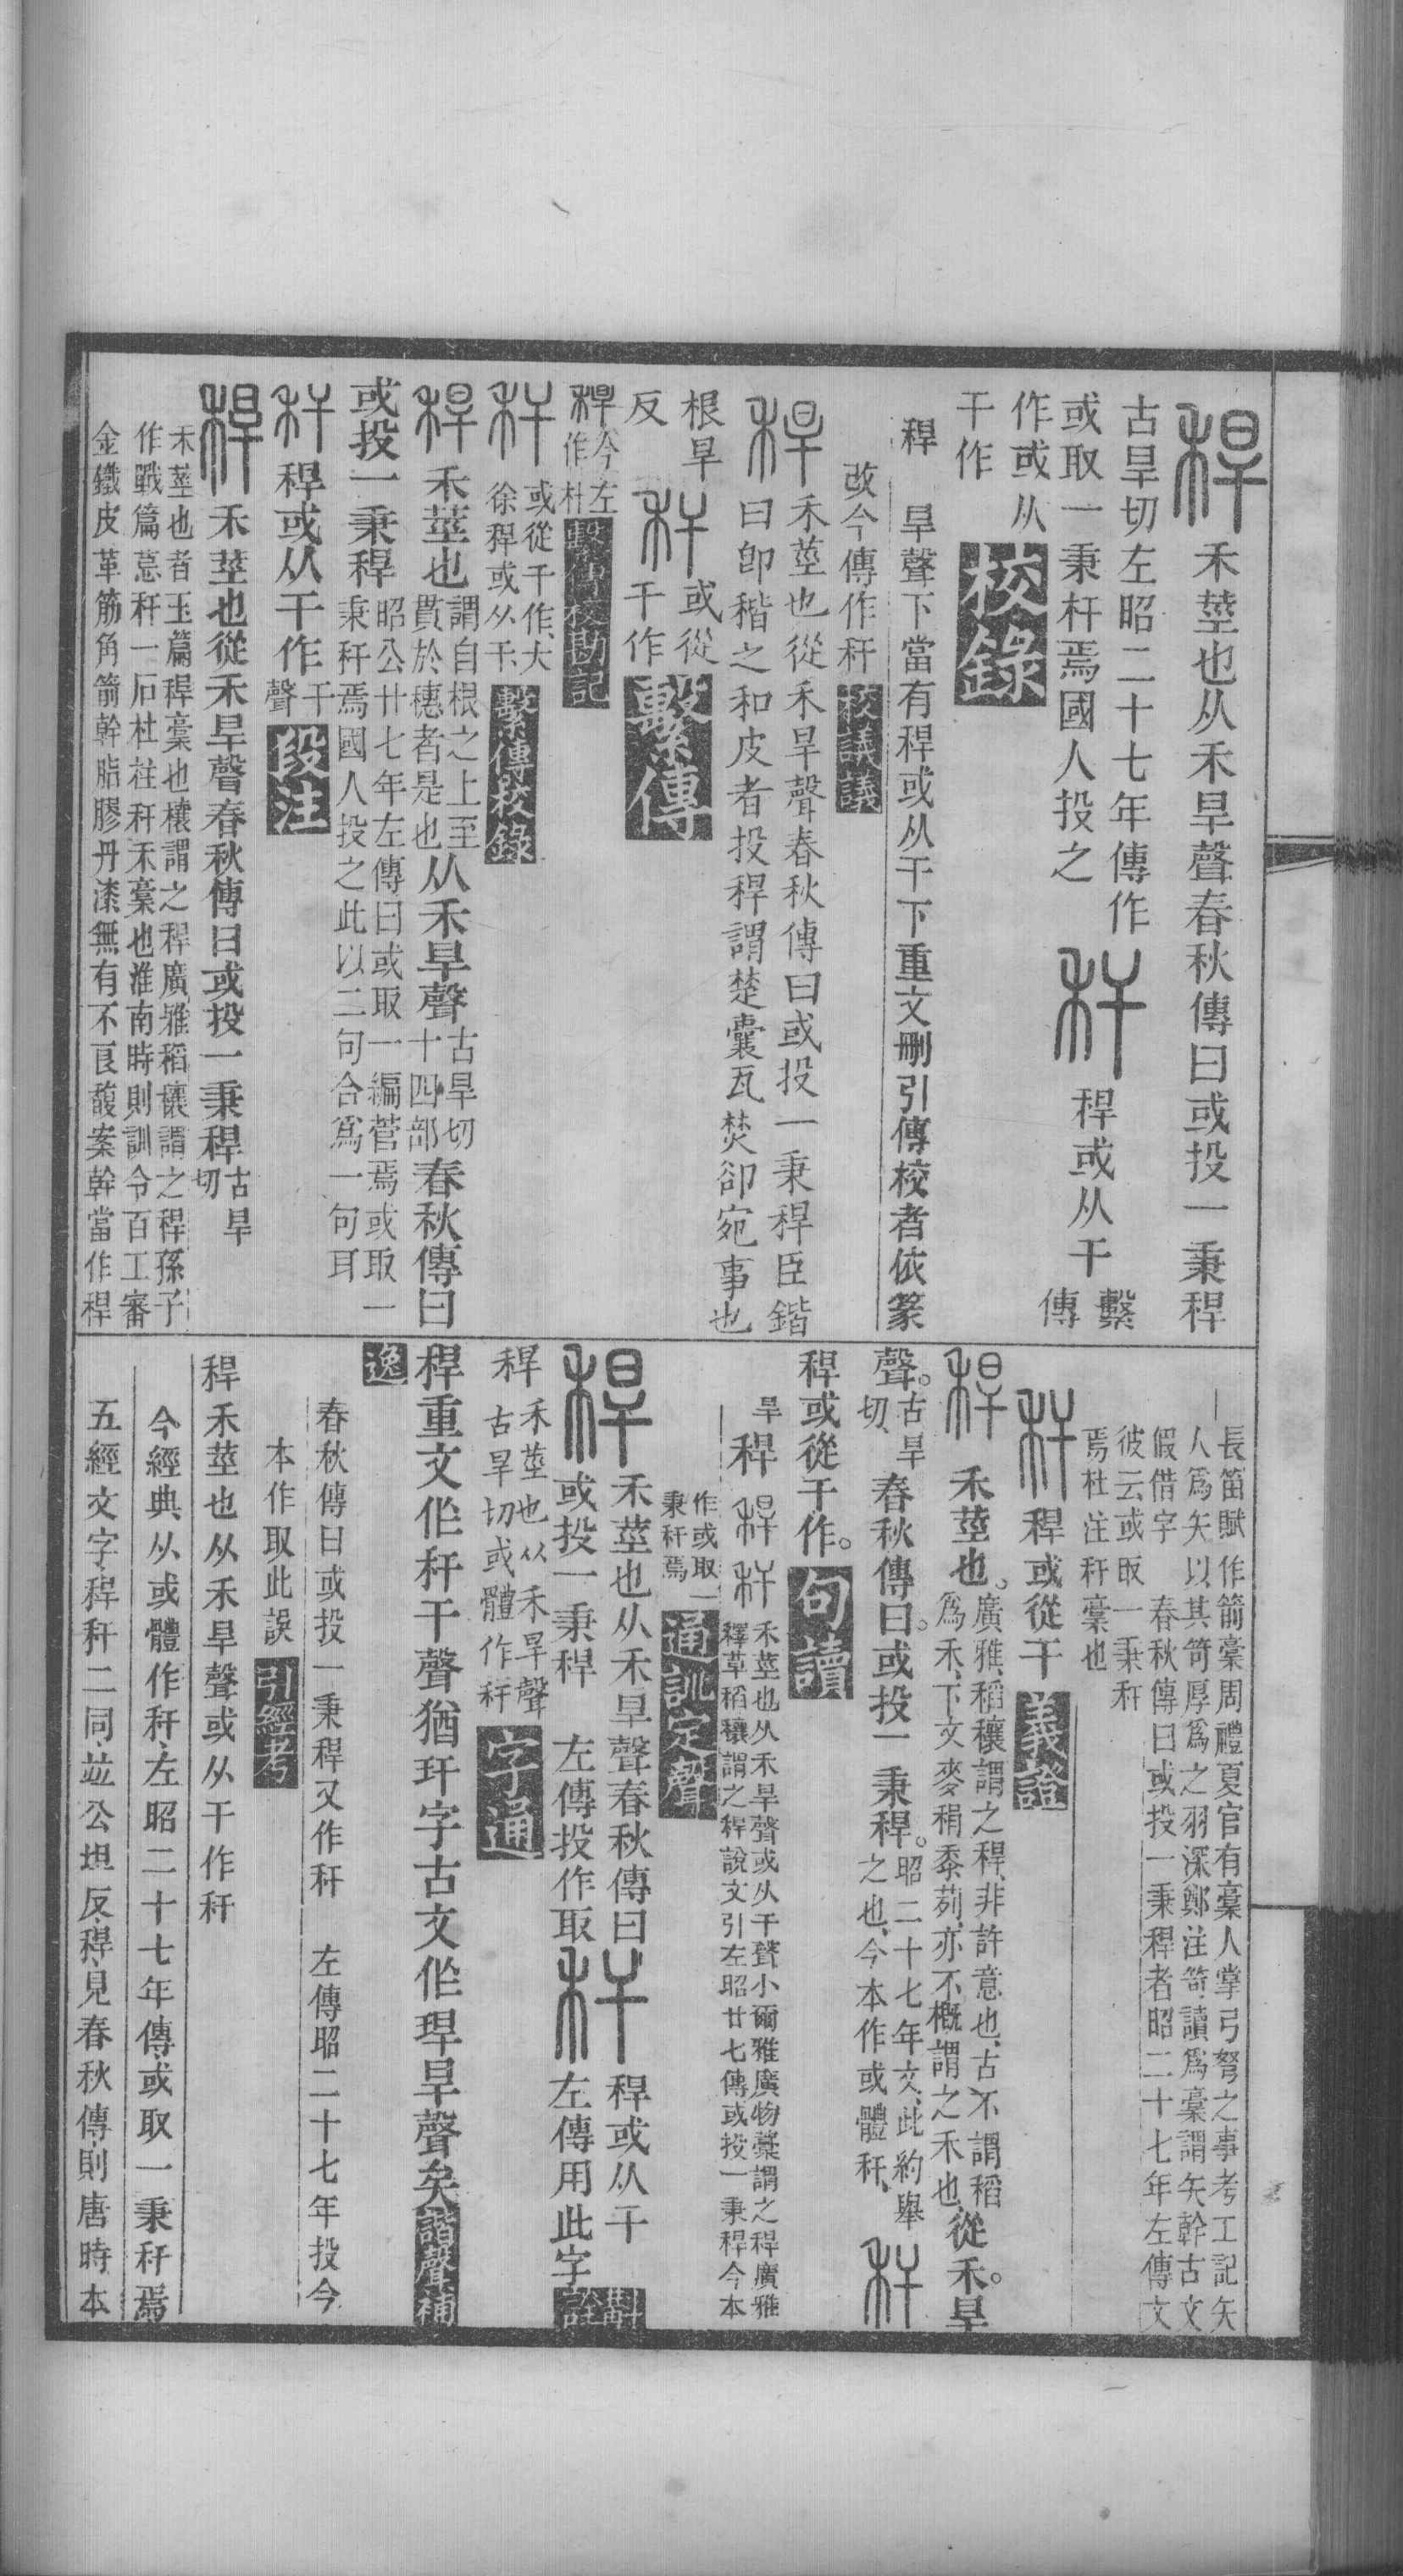 稈禾莖也从禾旱聲春秋傳曰或投一秉稈
古旱切左昭二十七年傳作
或取一秉杆焉國人投之
秆稈或从干繫傳
作或从
干作
校錄
稈 旱聲下當有稈或从干下重文刪引傳校者依篆
改今傳作秆校議議
稈禾莖也從禾旱聲春秋傳曰或投一秉稈臣鍇
曰卽稭之和皮者投稈謂楚囊瓦焚卻宛事也
根旱
反
秆或從
干作
繫傳
稈今左
作杜
繫傳校勘記
秆或從干作大
徐稈或从干
繫傳校錄
稈禾莖也謂自根之上至
貫於穗者是也从禾旱聲古旱切
十四部春秋傳曰
或投一秉稈昭公廿七年左傳曰或取一編菅焉或取一
秉秆焉國人投之此以二句合爲一句耳
秆稈或从干作干
聲段注
稈禾莖也從禾旱聲春秋傳曰或投一秉稈古旱
切
禾莖也者玉篇稈稾也穰謂之稈廣雅稻穰謂之稈孫子
作戰篇𦮼秆一石杜注秆禾稾也淮南時則訓令百工審
金鐵皮革筋角箭幹脂膠丹漆無有不良馥案幹當作稈
長笛賦作箭稾周禮夏官有稾人掌弓弩之事考工記矢
人爲矢以其笴厚爲之羽深鄭注笴讀爲稾謂矢幹古文
假借字 春秋傳曰或投一秉稈者昭二十七年左傳文
彼云或取一秉秆
焉杜注秆稾也
秆稈或從干義證
稈禾莖也。廣雅、稻穰謂之稈、非許意也、古不謂稻
爲禾、下文麥稍黍茢、亦不槪謂之禾也、從禾。旱
聲。古旱
切、春秋傳曰。或投一秉稈。昭二十七年文、此約舉
之也、今本作或體秆、秆
稈或從干作。句讀
旱 稈 稈秆禾莖也从禾旱聲或从干聲小爾雅廣物稾謂之稈廣雅
釋草稻穰謂之稈說文引左昭廿七傳或投一秉稈今本
作或取一
秉秆焉
通訓定聲
稈禾莖也从禾旱聲春秋傳曰
或投一秉稈 左傳投作取
秆稈或从干
左傳用此字
稈禾莖也从禾旱聲
古旱切或體作秆
字通
稈重文作秆干聲猶玕字古文作琾旱聲矣諧聲補
逸
春秋傳曰或投一秉稈又作秆 左傳昭二十七年投今
本作取此誤引經考
稈禾莖也从禾旱聲或从干作秆
今經典从或體作秆左昭二十七年傳或取一秉秆焉
五經文字稈秆二同並公坦反稈見春秋傳則唐時本